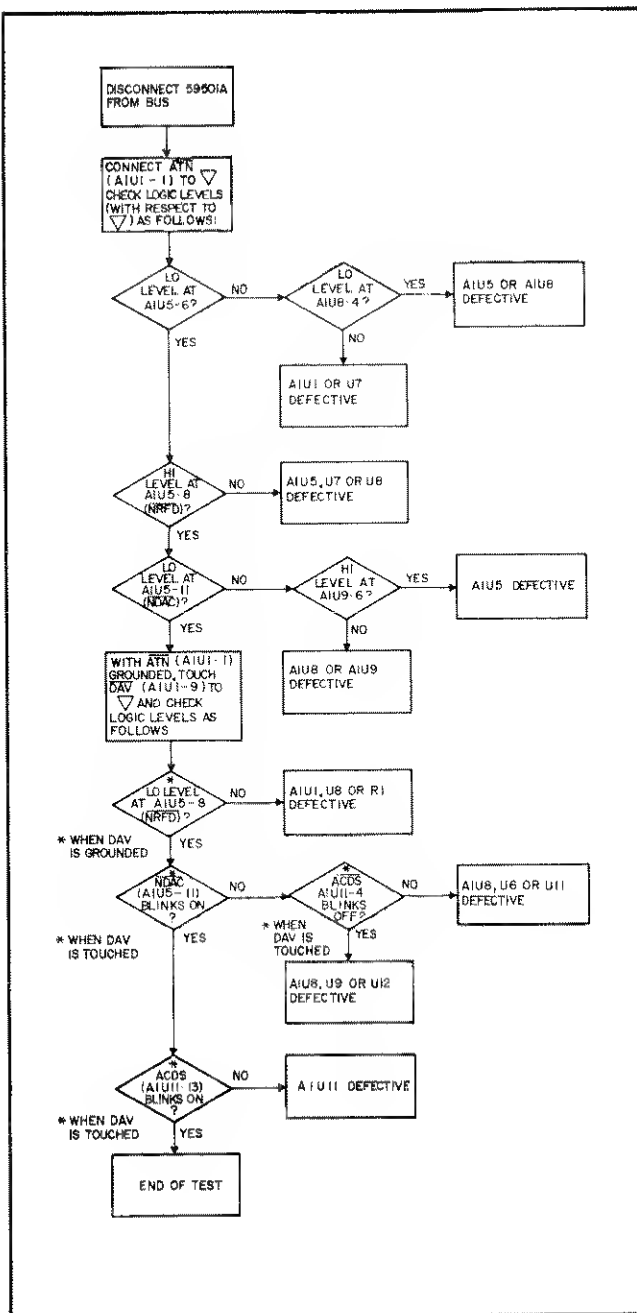 DISCONNECT 59501A
FROM BUS
CONNECT ATN
(A1U1-1) TO ▽
CHECK LOGIC LEVELS
(WITH RESPECT TO
▽) AS FOLLOWS:
LO
LEVEL AT
A1U5-6?
NO
LO
LEVEL AT
A1U8-4?
YES
A1U5 OR A1U8
DEFECTIVE
YES
NO
A1U1 OR U7
DEFECTIVE
HI
LEVEL AT
A1U5-8
(NRFD)?
NO
A1U5, U7 OR U8
DEFECTIVE
YES
LO
LEVEL AT
A1U5-11
(NDAC)?
NO
HI
LEVEL AT
A1U9-6?
YES
A1U5 DEFECTIVE
YES
NO
A1U8 OR A1U9
DEFECTIVE
WITH ATN (A1U1-1)
GROUNDED, TOUCH
DAV (A1U1-9) TO
▽ AND CHECK
LOGIC LEVELS AS
FOLLOWS
*
LO LEVEL
AT A1U5-8
(NRFD)?
NO
A1U1, U8 OR R1
DEFECTIVE
* WHEN DAV
IS GROUNDED
YES
*
NDAC
(A1U5-11)
BLINKS ON
?
NO
*
ACDS
A1U11-4
BLINKS
OFF?
NO
A1U8, U6 OR U11
DEFECTIVE
* WHEN DAV
IS TOUCHED
YES
* WHEN
DAV IS
TOUCHED
YES
A1U8, U9 OR U12
DEFECTIVE
*
ACDS
(A1U11-13)
BLINKS ON
?
NO
A1U11 DEFECTIVE
* WHEN DAV
IS TOUCHED
YES
END OF TEST